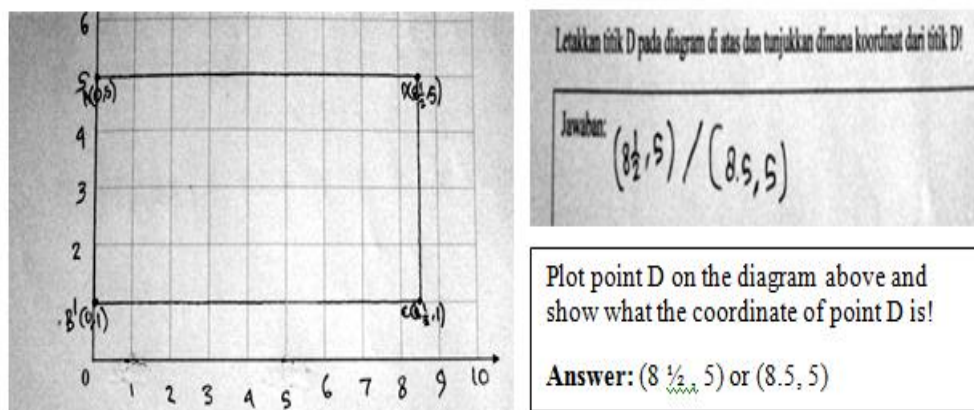 6
5
A(0,5)
D(8½,5)
4
3
2
B(0,1)
C(8½,1)
0 1 2 3 4 5 6 7 8 9 10
Letakkan titik D pada diagram di atas dan tunjukkan dimana koordinat dari titik D!
Jawaban:
(8½,5) / (8.5,5)
Plot point D on the diagram above and
show what the coordinate of point D is!
Answer: (8 ½ , 5) or (8.5, 5)